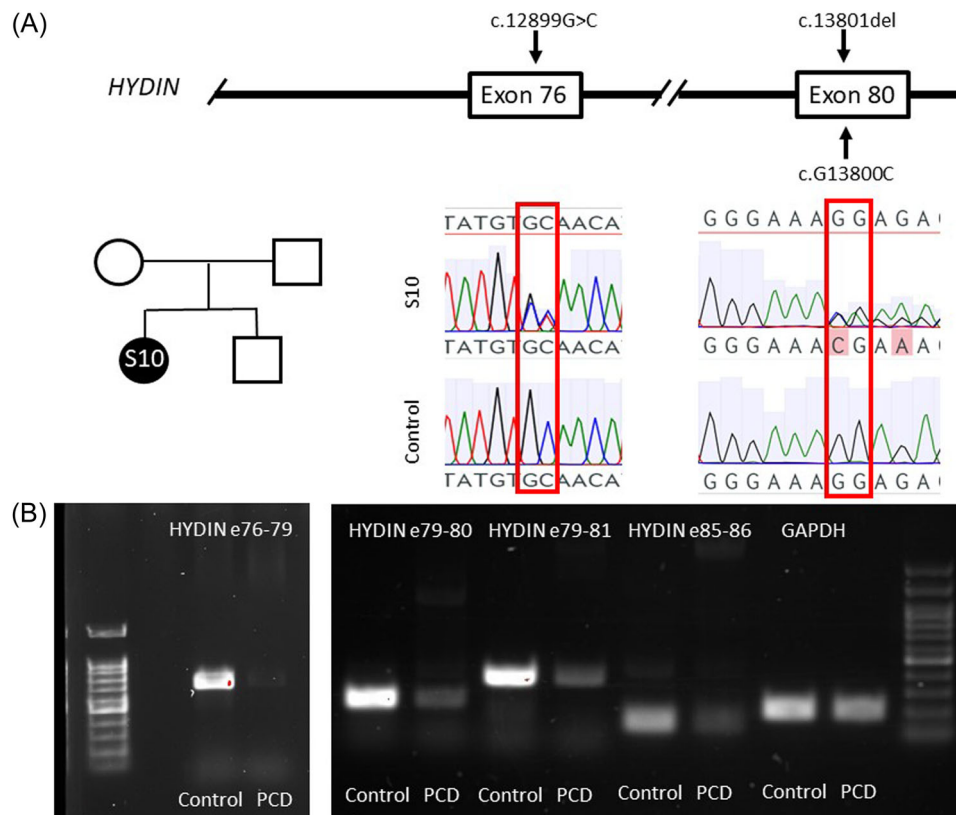 (A)
c.12899G>C
c.13801del
HYDIN
Exon 76
Exon 80
c.G13800C
TATGTGCAACA
GGGAAAGGAGA
S10
S10
TATGTGCAACA
GGGAAACGAAA
Control
TATGTGCAACA
GGGAAAGGAGA
(B)
HYDIN e76-79
HYDIN e79-80
HYDIN e79-81
HYDIN e85-86
GAPDH
Control
PCD
Control
PCD
Control
PCD
Control
PCD
Control
PCD